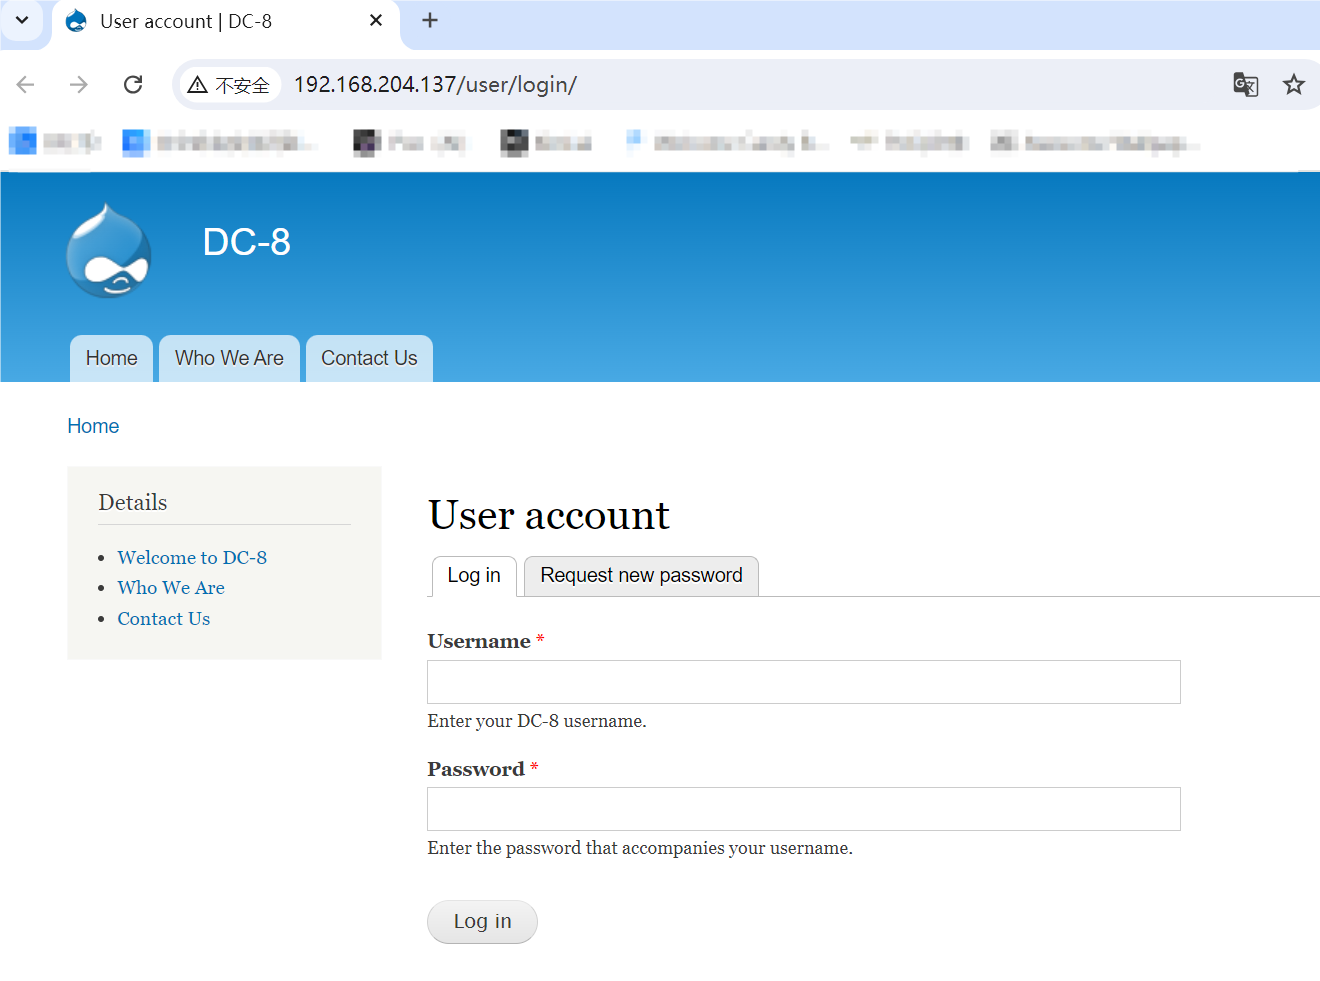 User account | DC-8
不安全
192.168.204.137/user/login/
DC-8
Home
Who We Are
Contact Us
Home
Details
Welcome to DC-8
Who We Are
Contact Us
User account
Log in
Request new password
Username *
Enter your DC-8 username.
Password *
Enter the password that accompanies your username.
Log in